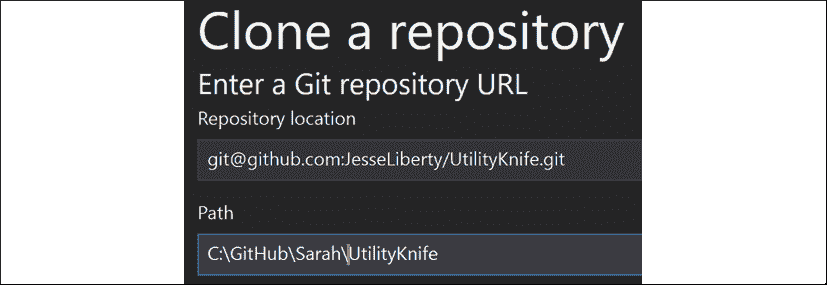 Clone a repository
Enter a Git repository URL
Repository location
git@github.com:JesseLiberty/UtilityKnife.git
Path
C:\GitHub\Sarah\UtilityKnife